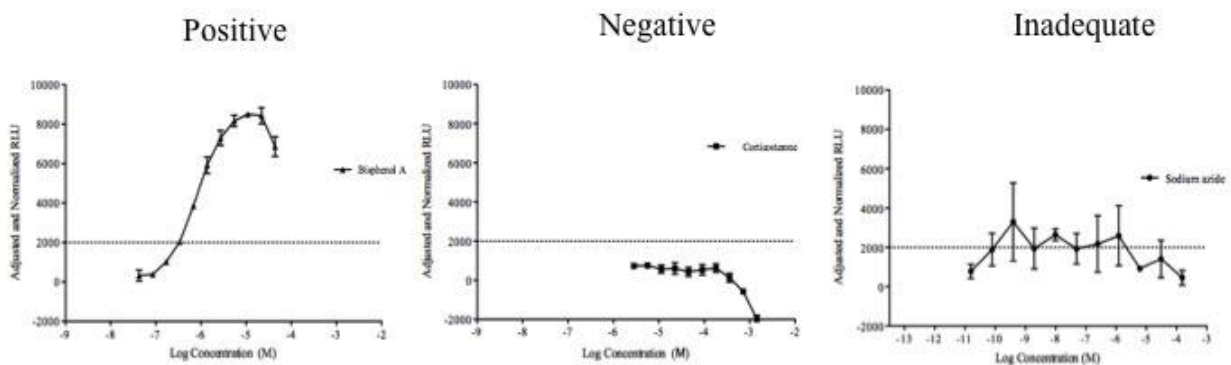 Positive
Negative
Inadequate
Adjusted and Normalized RLU
10000
8000
6000
4000
2000
0
-2000
-9 -8 -7 -6 -5 -4 -3 -2
Log Concentration (M)
Bisphenol A
Adjusted and Normalized RLU
10000
8000
6000
4000
2000
0
-2000
-9 -8 -7 -6 -5 -4 -3 -2
Log Concentration (M)
Corticosterone
Adjusted and Normalized RLU
10000
8000
6000
4000
2000
0
-2000
-13 -12 -11 -10 -9 -8 -7 -6 -5 -4 -3
Log Concentration (M)
Sodium azide